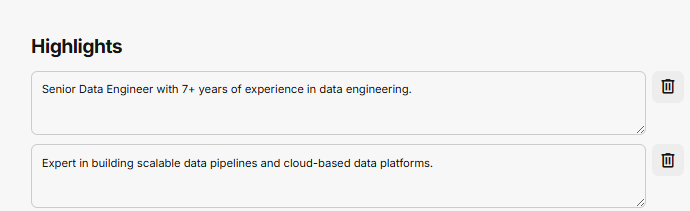 Highlights
Senior Data Engineer with 7+ years of experience in data engineering.
Expert in building scalable data pipelines and cloud-based data platforms.